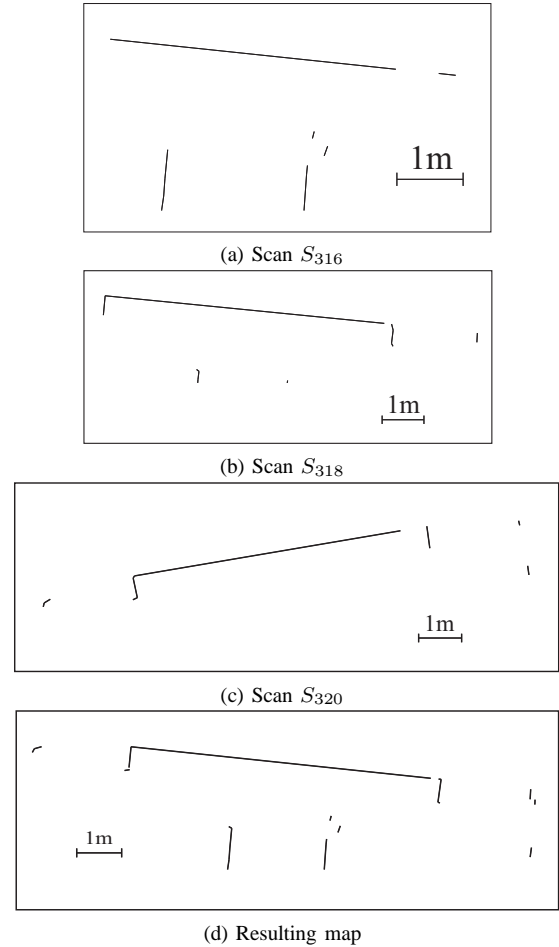 1m
(a) Scan S316
1m
(b) Scan S318
1m
(c) Scan S320
1m
(d) Resulting map